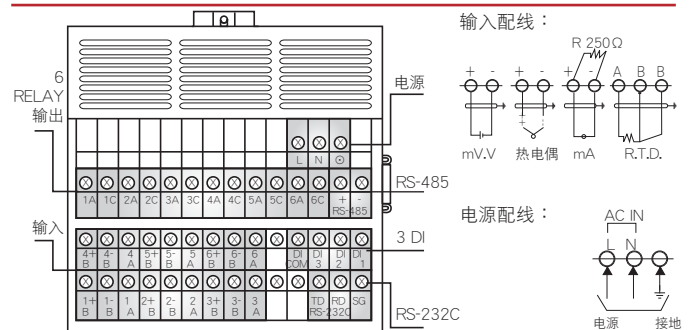 输入配线：
R 250Ω
+ - + - + - A B B
mV.V 热电偶 mA R.T.D.
6
RELAY
输出
电源
L N
1A 1C 2A 2C 3A 3C 4A 4C 5A 5C 6A 6C + -
RS-485
RS-485
输入
4+ 4- 4 5+ 5- 5 6+ 6- 6 DI DI DI DI
B B A B B A B B A COM 3 2 1
3 DI
1+ 1- 1 2+ 2- 2 3+ 3- 3 TD RD SG
B B A B B A B B A RS-232C
RS-232C
电源配线：
AC IN
L N
电源 接地